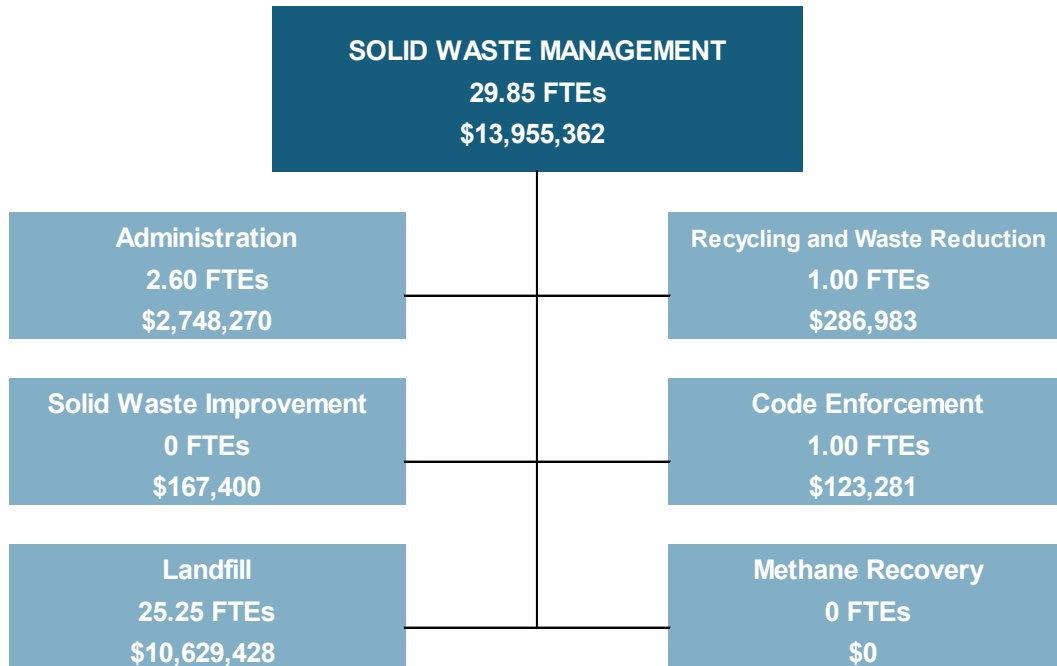 SOLID WASTE MANAGEMENT
29.85 FTEs
$13,955,362
Administration
2.60 FTEs
$2,748,270
Recycling and Waste Reduction
1.00 FTEs
$286,983
Solid Waste Improvement
0 FTEs
$167,400
Code Enforcement
1.00 FTEs
$123,281
Landfill
25.25 FTEs
$10,629,428
Methane Recovery
0 FTEs
$0